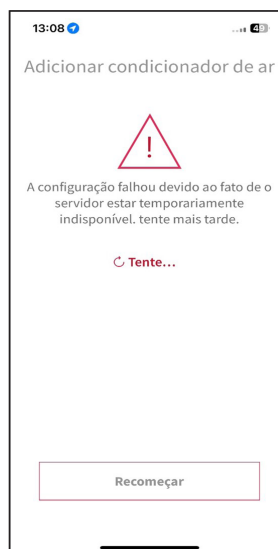 13:08
49
Adicionar condicionador de ar
!
A configuração falhou devido ao fato de o
servidor estar temporariamente
indisponível. tente mais tarde.
Tente...
Recomeçar